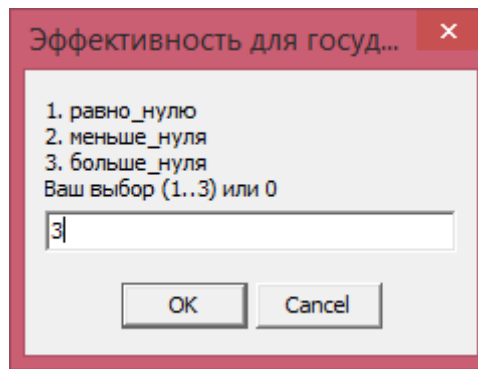 Эффективность для госуд...
1. равно_нулю
2. меньше_нуля
3. больше_нуля
Ваш выбор (1..3) или 0
3
OK Cancel